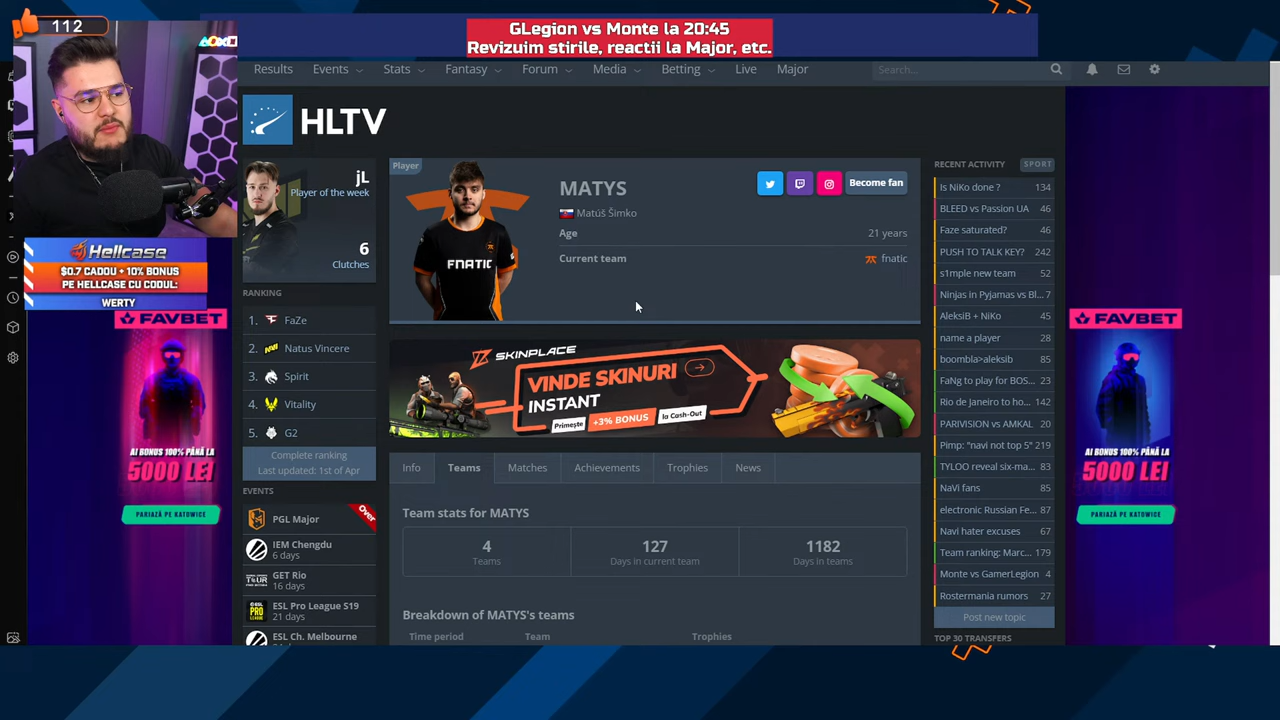 112
GLegion vs Monte la 20:45
Revizuim stirile, reactii la Major, etc.
Results Events Stats Fantasy Forum Media Betting Live Major Search...
HLTV
jL
Player of the week
6
Clutches
Hellcase
$0.7 CADOU + 10% BONUS
PE HELLCASE CU CODUL:
WERTY
FAVBET
AI BONUS 100% PÂNĂ LA
5000 LEI
PARIAZĂ PE KATOWICE
RANKING
1. FaZe
2. Natus Vincere
3. Spirit
4. Vitality
5. G2
Complete ranking
Last updated: 1st of Apr
EVENTS
PGL Major
Over
IEM Chengdu
6 days
GET Rio
16 days
ESL Pro League S19
21 days
ESL Ch. Melbourne
Player
FNATIC
MATYS
Matúš Šimko
Become fan
Age 21 years
Current team fnatic
SKINPLACE
VINDE SKINURI
INSTANT
Primește +3% BONUS la Cash-Out
Info Teams Matches Achievements Trophies News
Team stats for MATYS
4
Teams
127
Days in current team
1182
Days in teams
Breakdown of MATYS's teams
Time period Team Trophies
RECENT ACTIVITY SPORT
Is NiKo done ? 134
BLEED vs Passion UA 46
Faze saturated? 46
PUSH TO TALK KEY? 242
s1mple new team 52
Ninjas in Pyjamas vs Bl... 7
AleksiB + NiKo 45
name a player 28
boombla>aleksib 85
FaNg to play for BOS... 23
Rio de Janeiro to ho... 142
PARIVISION vs AMKAL 20
Pimp: "navi not top 5" 219
TYLOO reveal six-ma... 83
NaVi fans 85
electronic Russian Fe... 87
Navi hater excuses 67
Team ranking: Marc... 179
Monte vs GamerLegion 4
Rostermania rumors 27
Post new topic
TOP 30 TRANSFERS
FAVBET
AI BONUS 100% PÂNĂ LA
5000 LEI
PARIAZĂ PE KATOWICE